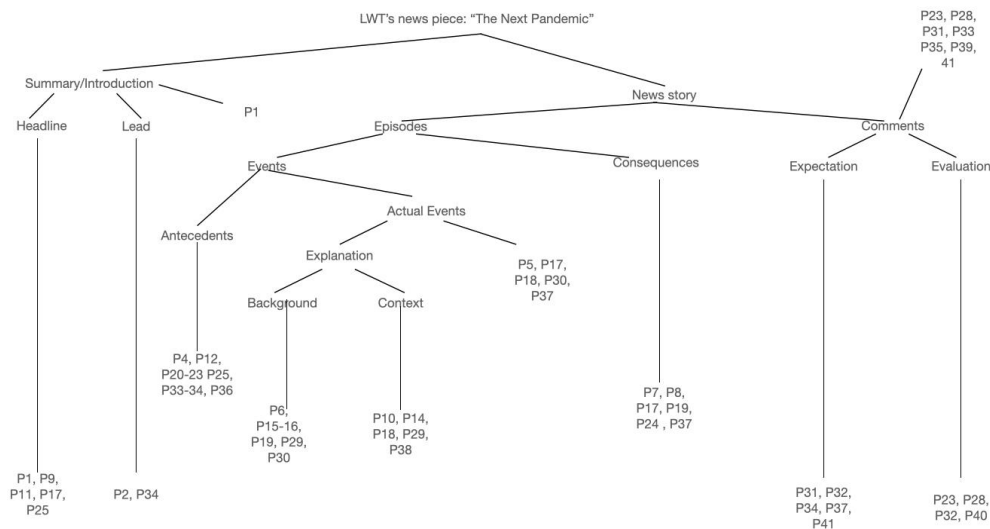 LWT's news piece: “The Next Pandemic”
P23, P28,
P31, P33
P35, P39,
41
Summary/Introduction
News story
P1
Headline
Lead
Episodes
Comments
Events
Consequences
Expectation
Evaluation
Actual Events
Antecedents
Explanation
P5, P17,
P18, P30,
P37
Background
Context
P4, P12,
P20-23 P25,
P33-34, P36
P7, P8,
P17, P19,
P24 , P37
P6,
P15-16,
P19, P29,
P30
P10, P14,
P18, P29,
P38
P1, P9,
P11, P17,
P25
P2, P34
P31, P32,
P34, P37,
P41
P23, P28,
P32, P40